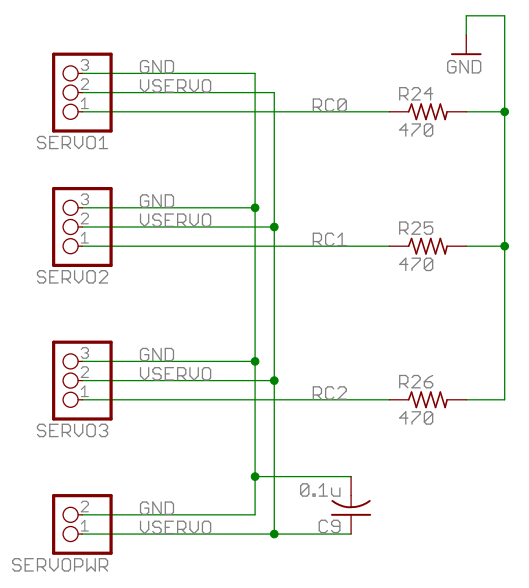 GND
3 GND
2 VSERVO
1 RC0 R24
470
SERVO1
3 GND
2 VSERVO
1 RC1 R25
470
SERVO2
3 GND
2 VSERVO
1 RC2 R26
470
SERVO3
0.1u
2 GND
1 VSERVO C9
SERVOPWR